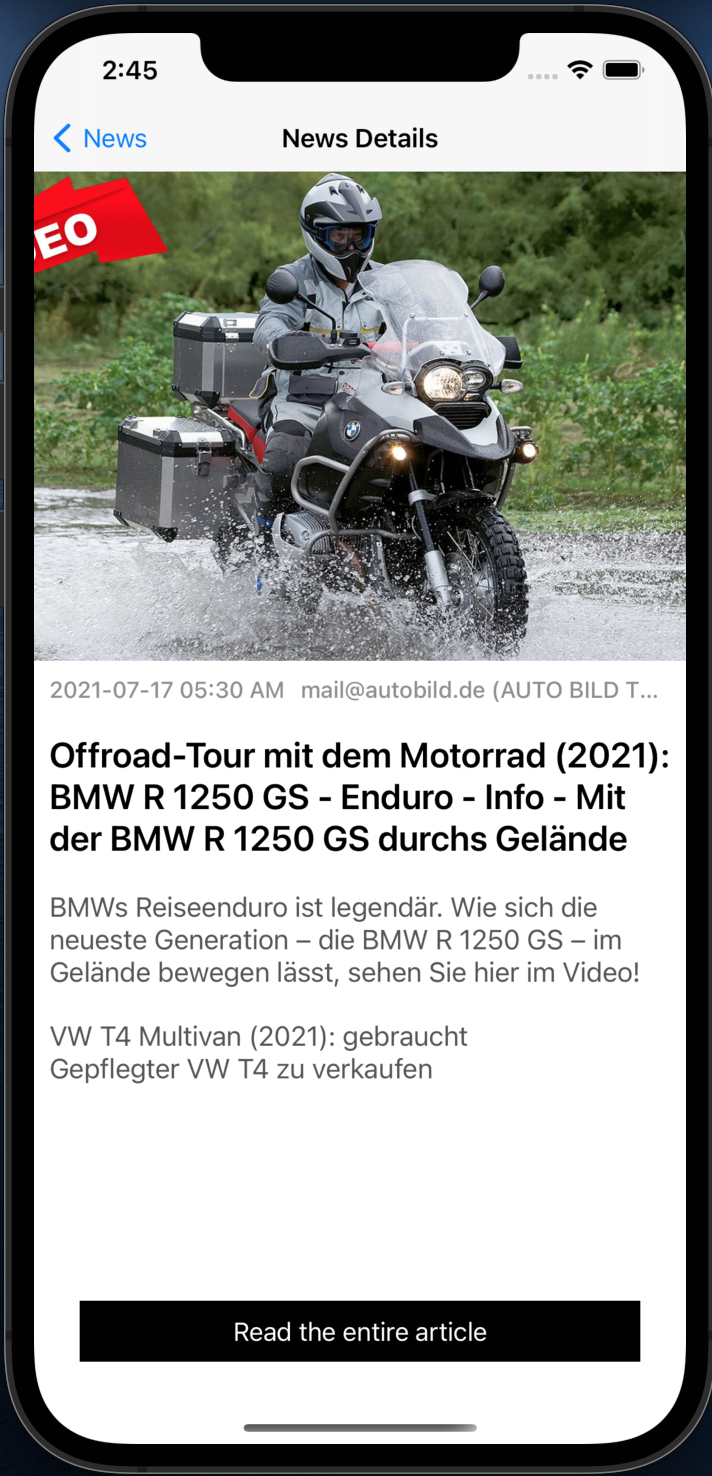 2:45
News
News Details
DEO
2021-07-17 05:30 AM mail@autobild.de (AUTO BILD T...
Offroad-Tour mit dem Motorrad (2021):
BMW R 1250 GS - Enduro - Info - Mit
der BMW R 1250 GS durchs Gelände
BMWs Reiseenduro ist legendär. Wie sich die
neueste Generation – die BMW R 1250 GS – im
Gelände bewegen lässt, sehen Sie hier im Video!
VW T4 Multivan (2021): gebraucht
Gepflegter VW T4 zu verkaufen
Read the entire article